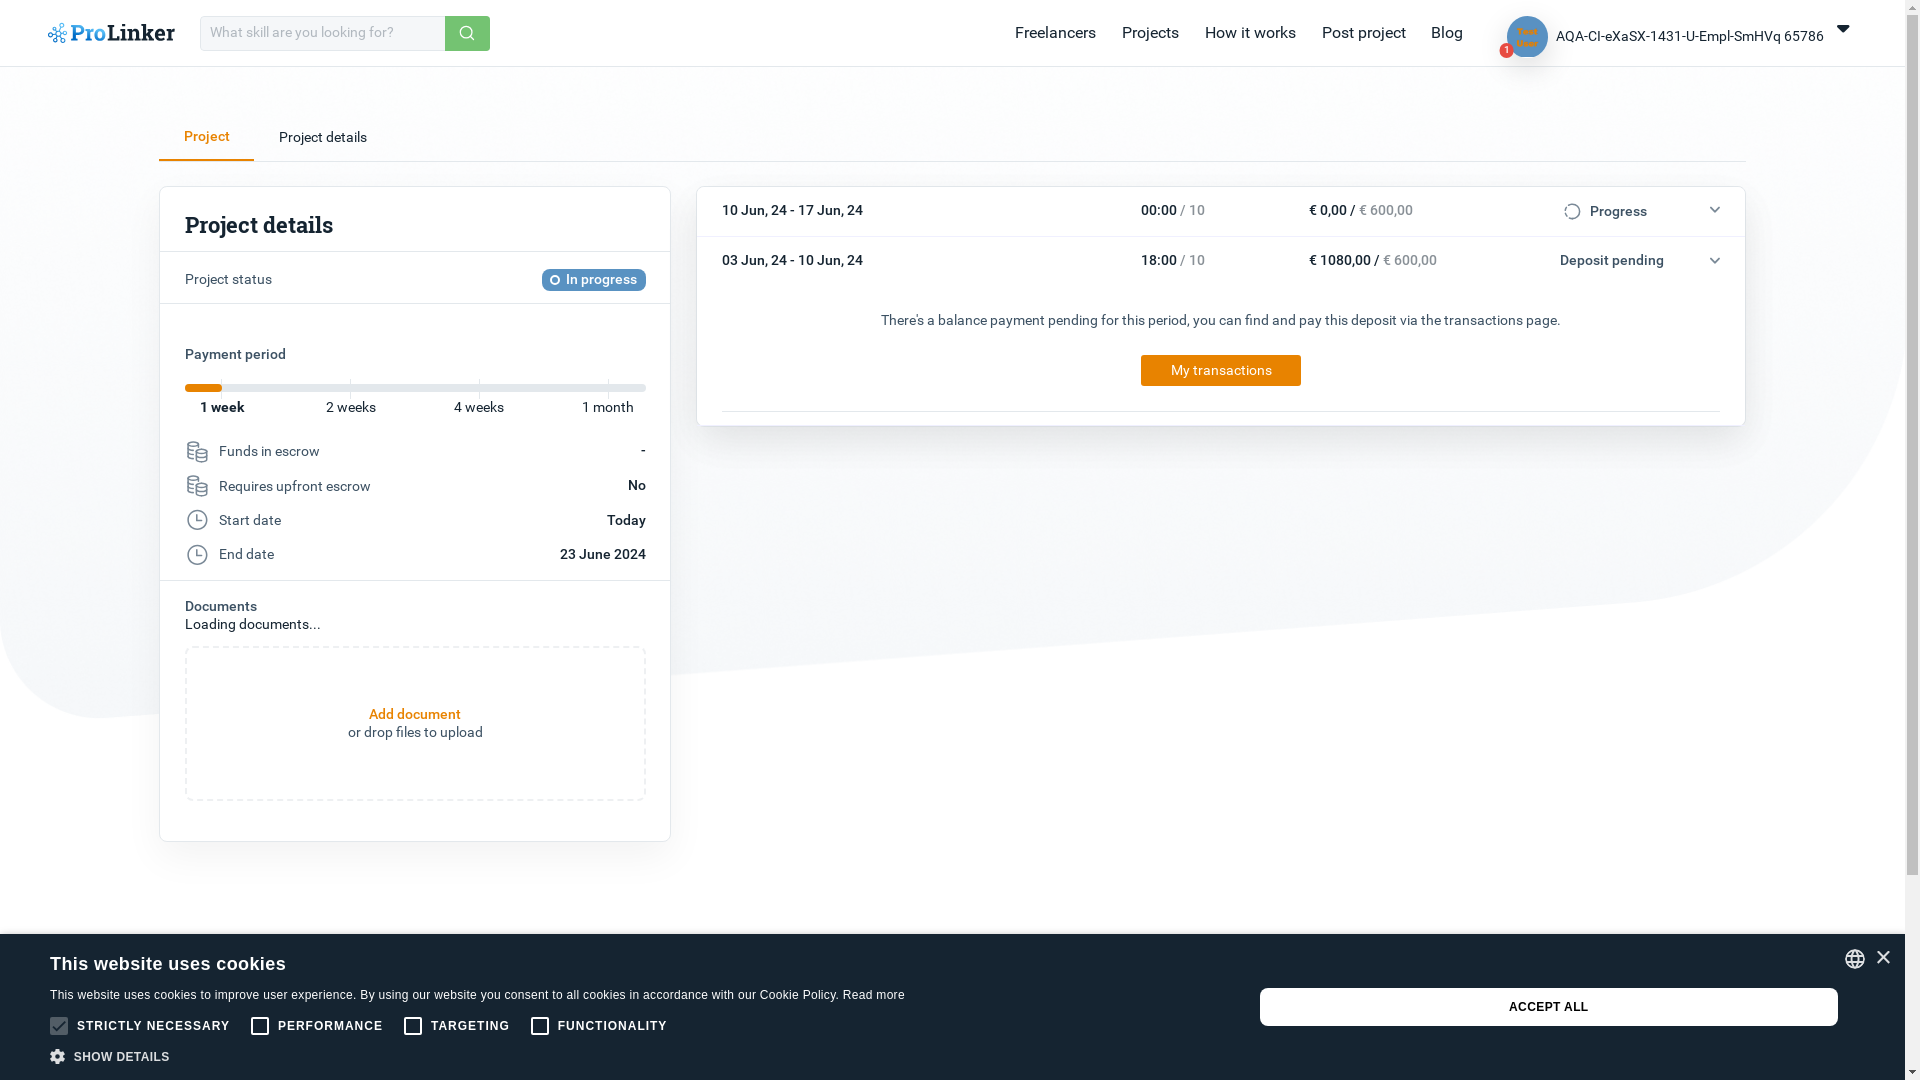 ProLinker
What skill are you looking for?
Freelancers
Projects
How it works
Post project
Blog
1
AQA-CI-eXaSX-1431-U-Empl-SmHVq 65786
Project
Project details
Project details
Project status
In progress
Payment period
1 week
2 weeks
4 weeks
1 month
Funds in escrow
-
Requires upfront escrow
No
Start date
Today
End date
23 June 2024
Documents
Loading documents...
Add document
or drop files to upload
10 Jun, 24 - 17 Jun, 24
00:00 / 10
€ 0,00 / € 600,00
Progress
03 Jun, 24 - 10 Jun, 24
18:00 / 10
€ 1080,00 / € 600,00
Deposit pending
There's a balance payment pending for this period, you can find and pay this deposit via the transactions page.
My transactions
This website uses cookies
This website uses cookies to improve user experience. By using our website you consent to all cookies in accordance with our Cookie Policy. Read more
STRICTLY NECESSARY
PERFORMANCE
TARGETING
FUNCTIONALITY
SHOW DETAILS
ACCEPT ALL